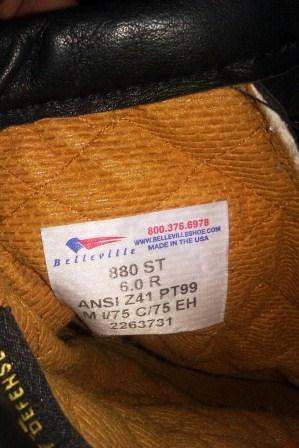 800.376.6978
WWW.BELLEVILLESHOE.COM
MADE IN THE USA
Belleville
880 ST
6.0 R
ANSI Z41 PT99
M I/75 C/75 EH
2263731
DEFENSE